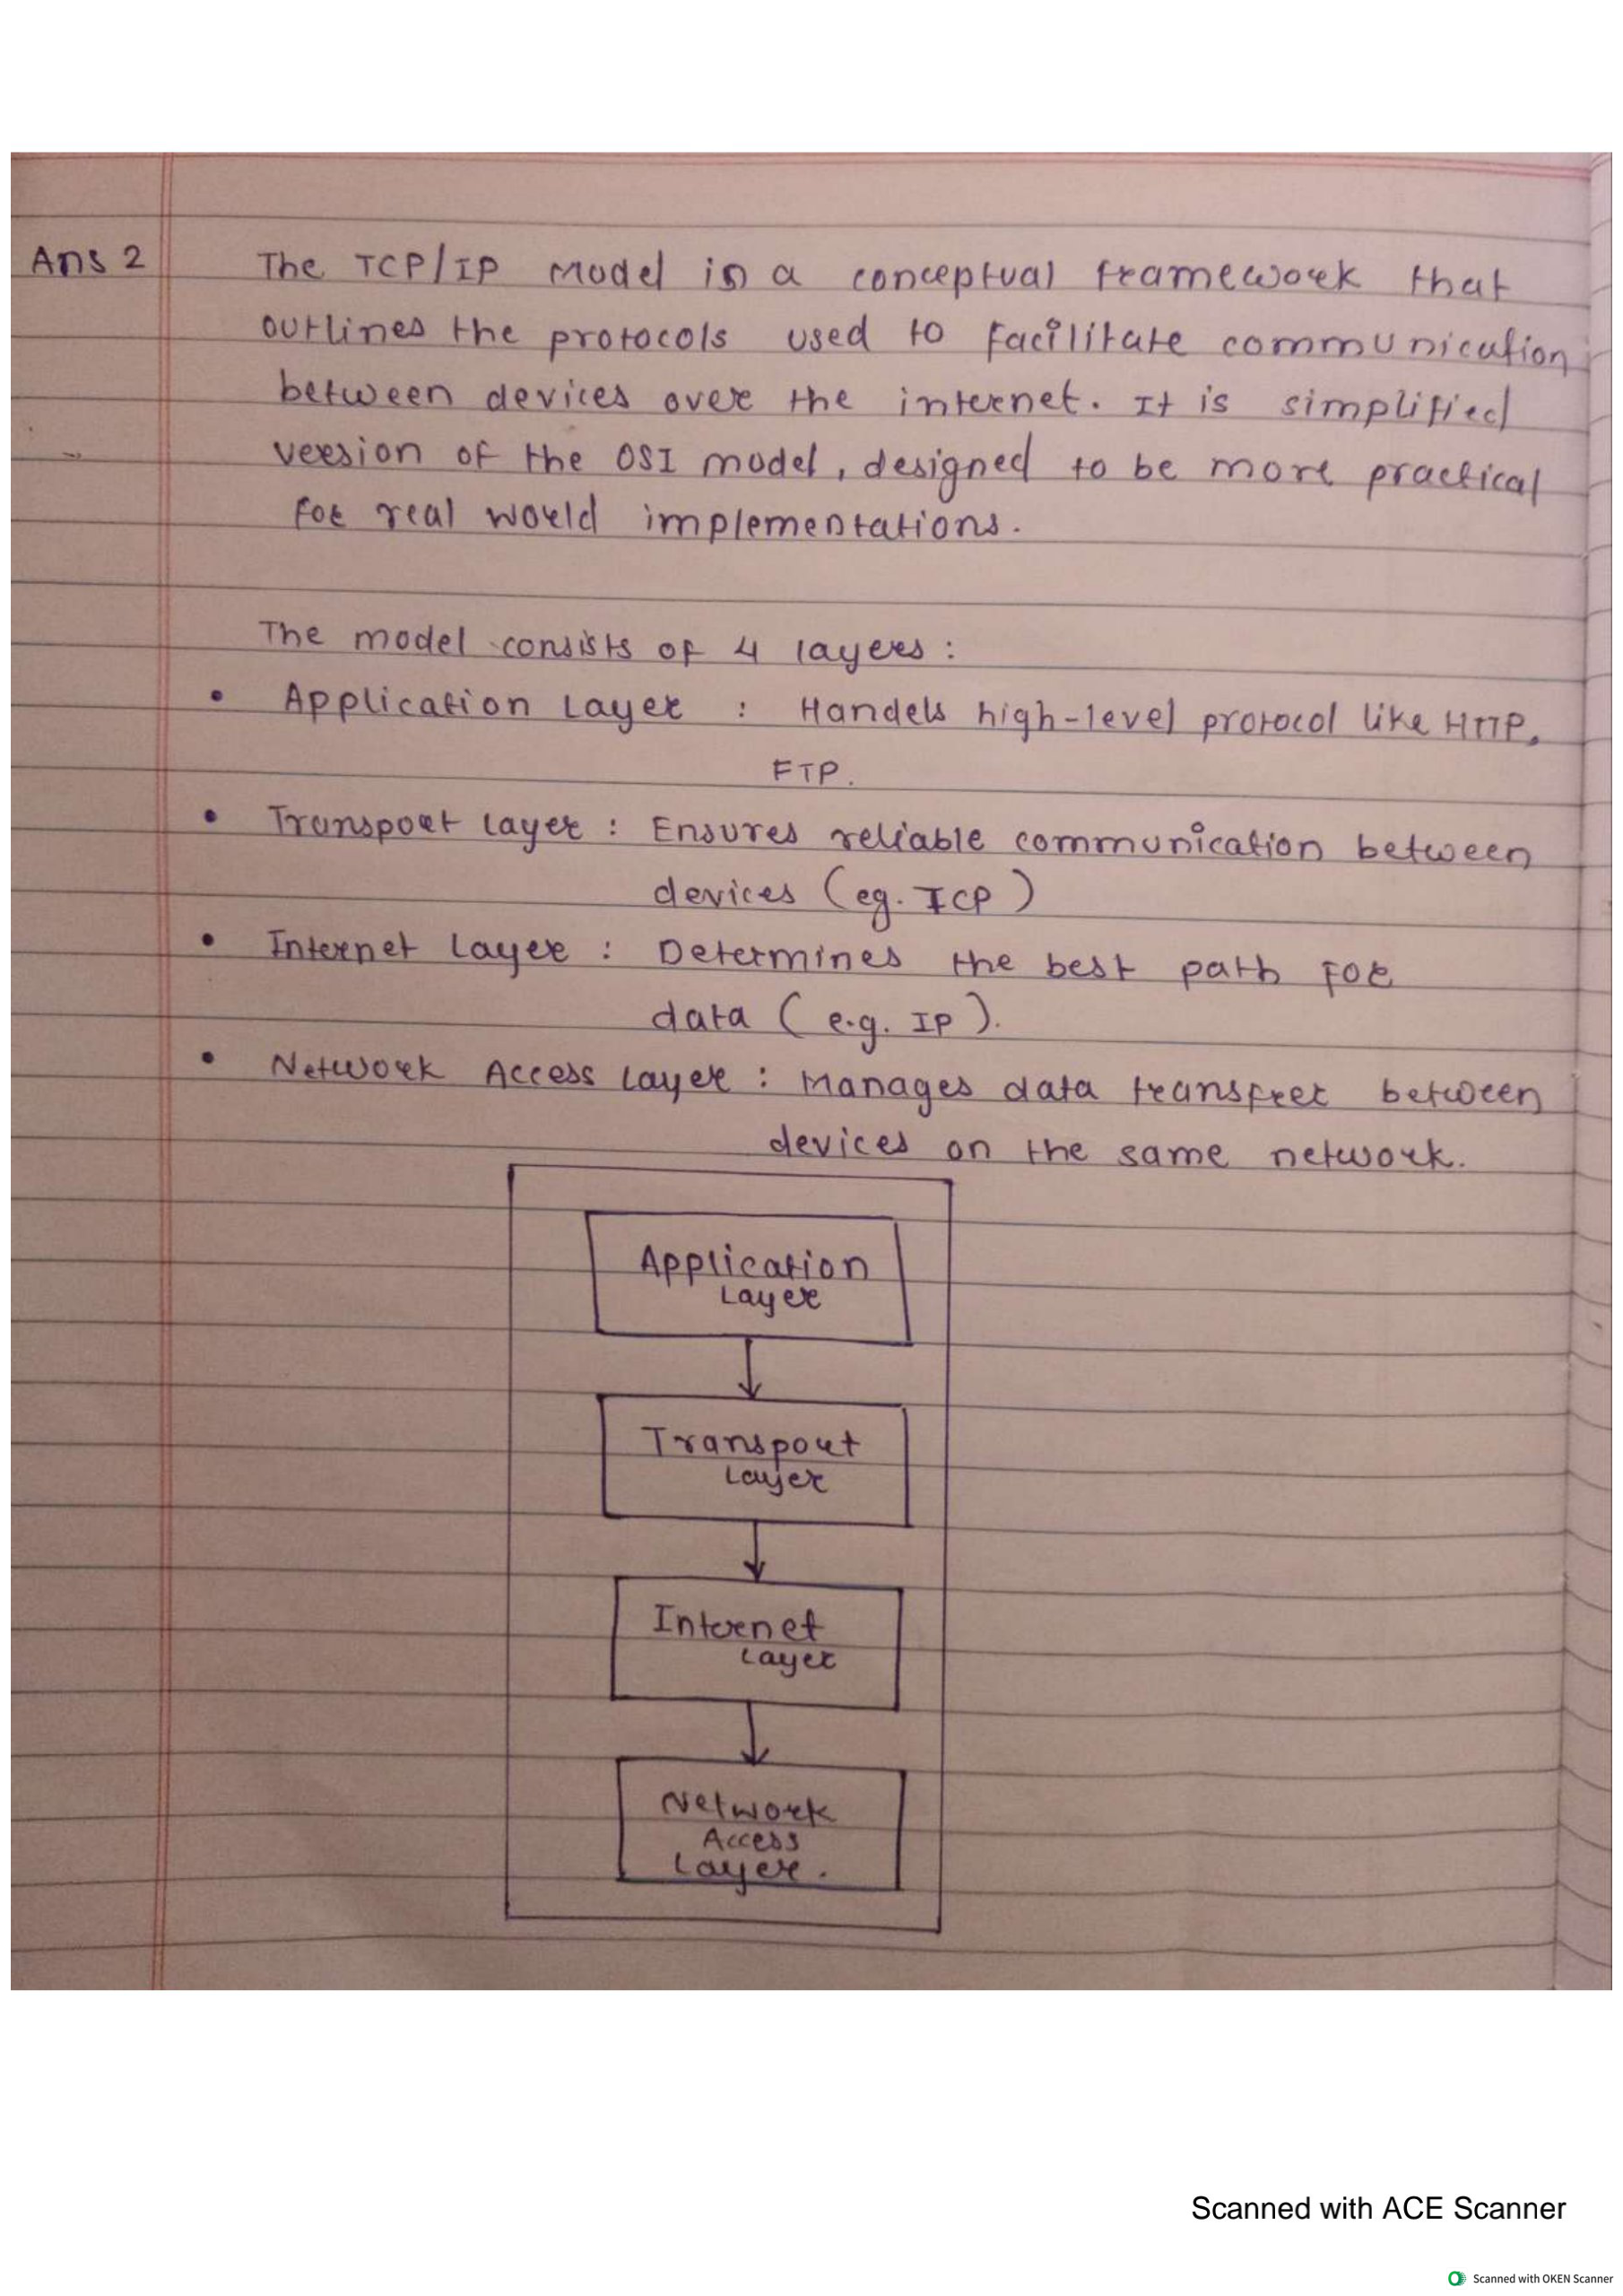 Ans 2 The TCP/IP Model is a conceptual framework that
outlines the protocols used to facilitate communication
between devices over the internet. It is simplified
version of the OSI model, designed to be more practical
for real world implementations.
The model consists of 4 layers :
• Application Layer : Handels high-level protocol like HTTP,
FTP.
• Transport Layer : Ensures reliable communication between
devices (eg. TCP)
• Internet Layer : Determines the best path for
data ( e.g. IP ).
• Network Access Layer : Manages data transfrer between
devices on the same network.
Application
Layer
Transport
Layer
Internet
Layer
Network
Access
Layer.
Scanned with ACE Scanner
Scanned with OKEN Scanner